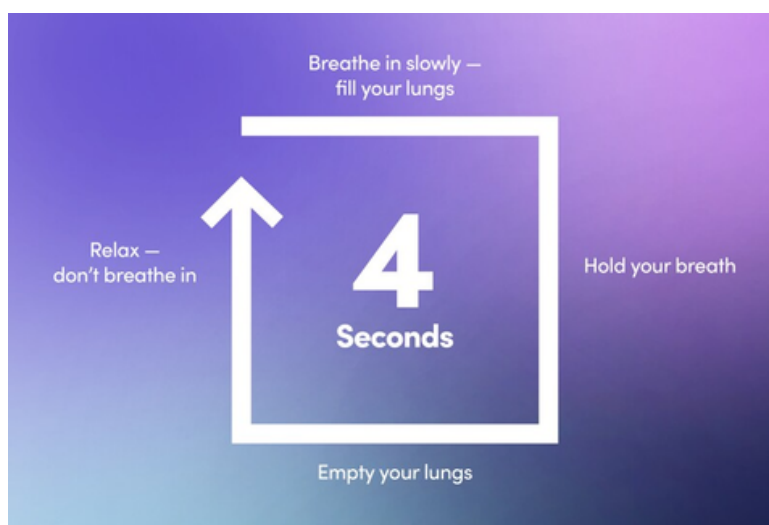 Breathe in slowly —
fill your lungs
Relax —
don't breathe in
4
Seconds
Hold your breath
Empty your lungs